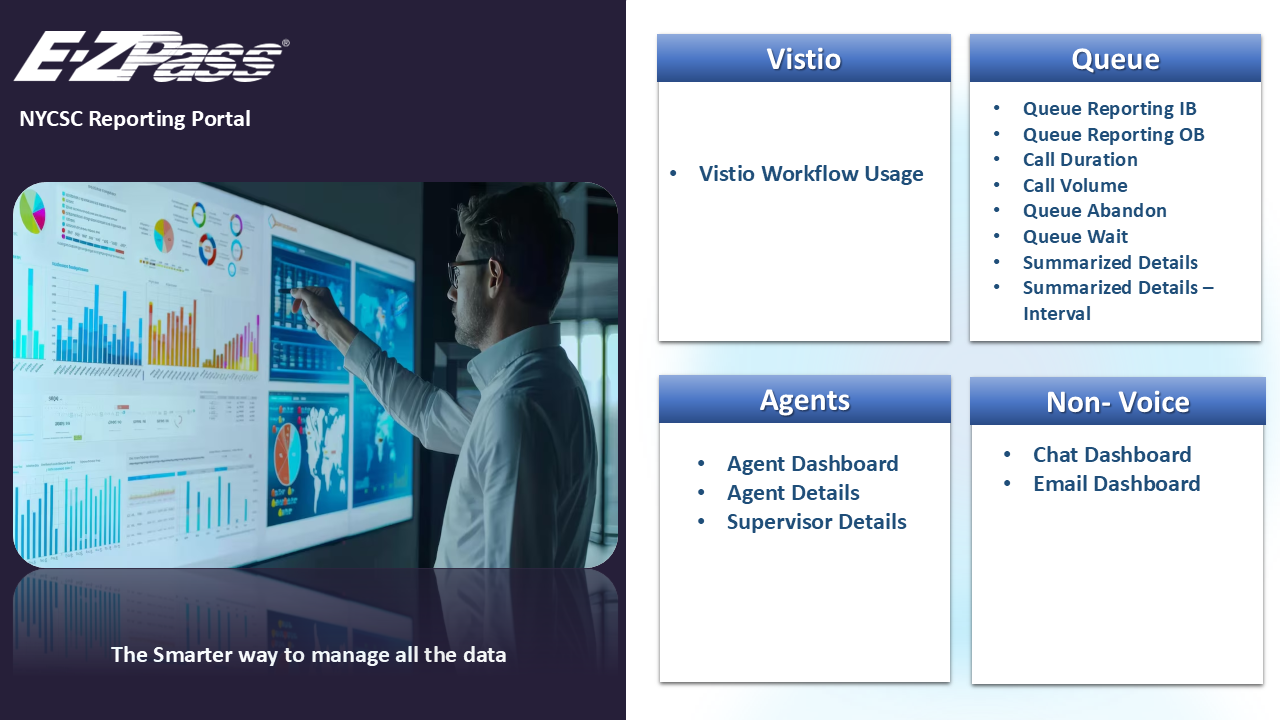 E-ZPass®
NYCSC Reporting Portal
The Smarter way to manage all the data
Vistio
• Vistio Workflow Usage
Queue
• Queue Reporting IB
• Queue Reporting OB
• Call Duration
• Call Volume
• Queue Abandon
• Queue Wait
• Summarized Details
• Summarized Details –
Interval
Agents
• Agent Dashboard
• Agent Details
• Supervisor Details
Non- Voice
• Chat Dashboard
• Email Dashboard